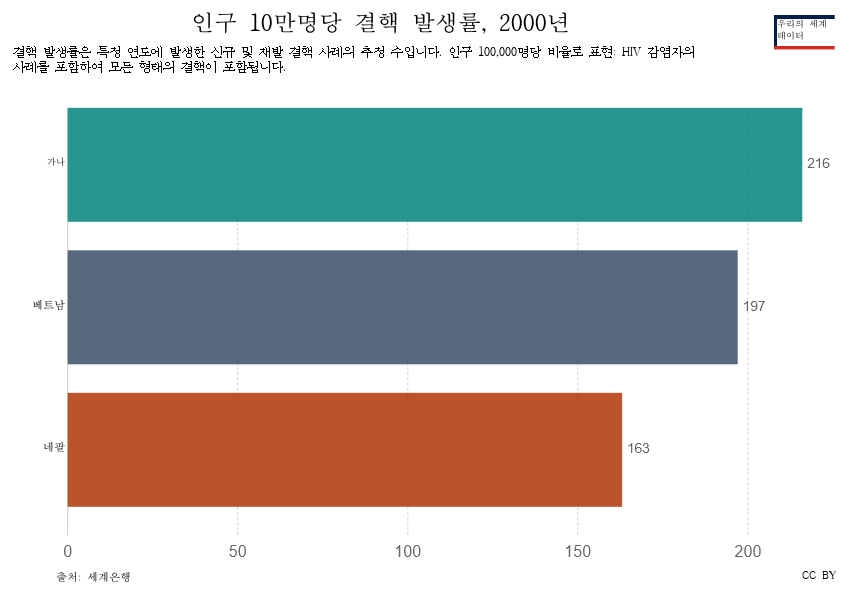 인구 10만명당 결핵 발생률, 2000년
우리의 세계
데이터
결핵 발생률은 특정 연도에 발생한 신규 및 재발 결핵 사례의 추정 수입니다. 인구 100,000명당 비율로 표현: HIV 감염자의
사례를 포함하여 모든 형태의 결핵이 포함됩니다.
가나
216
베트남
197
네팔
163
0 50 100 150 200
출처: 세계은행
CC BY